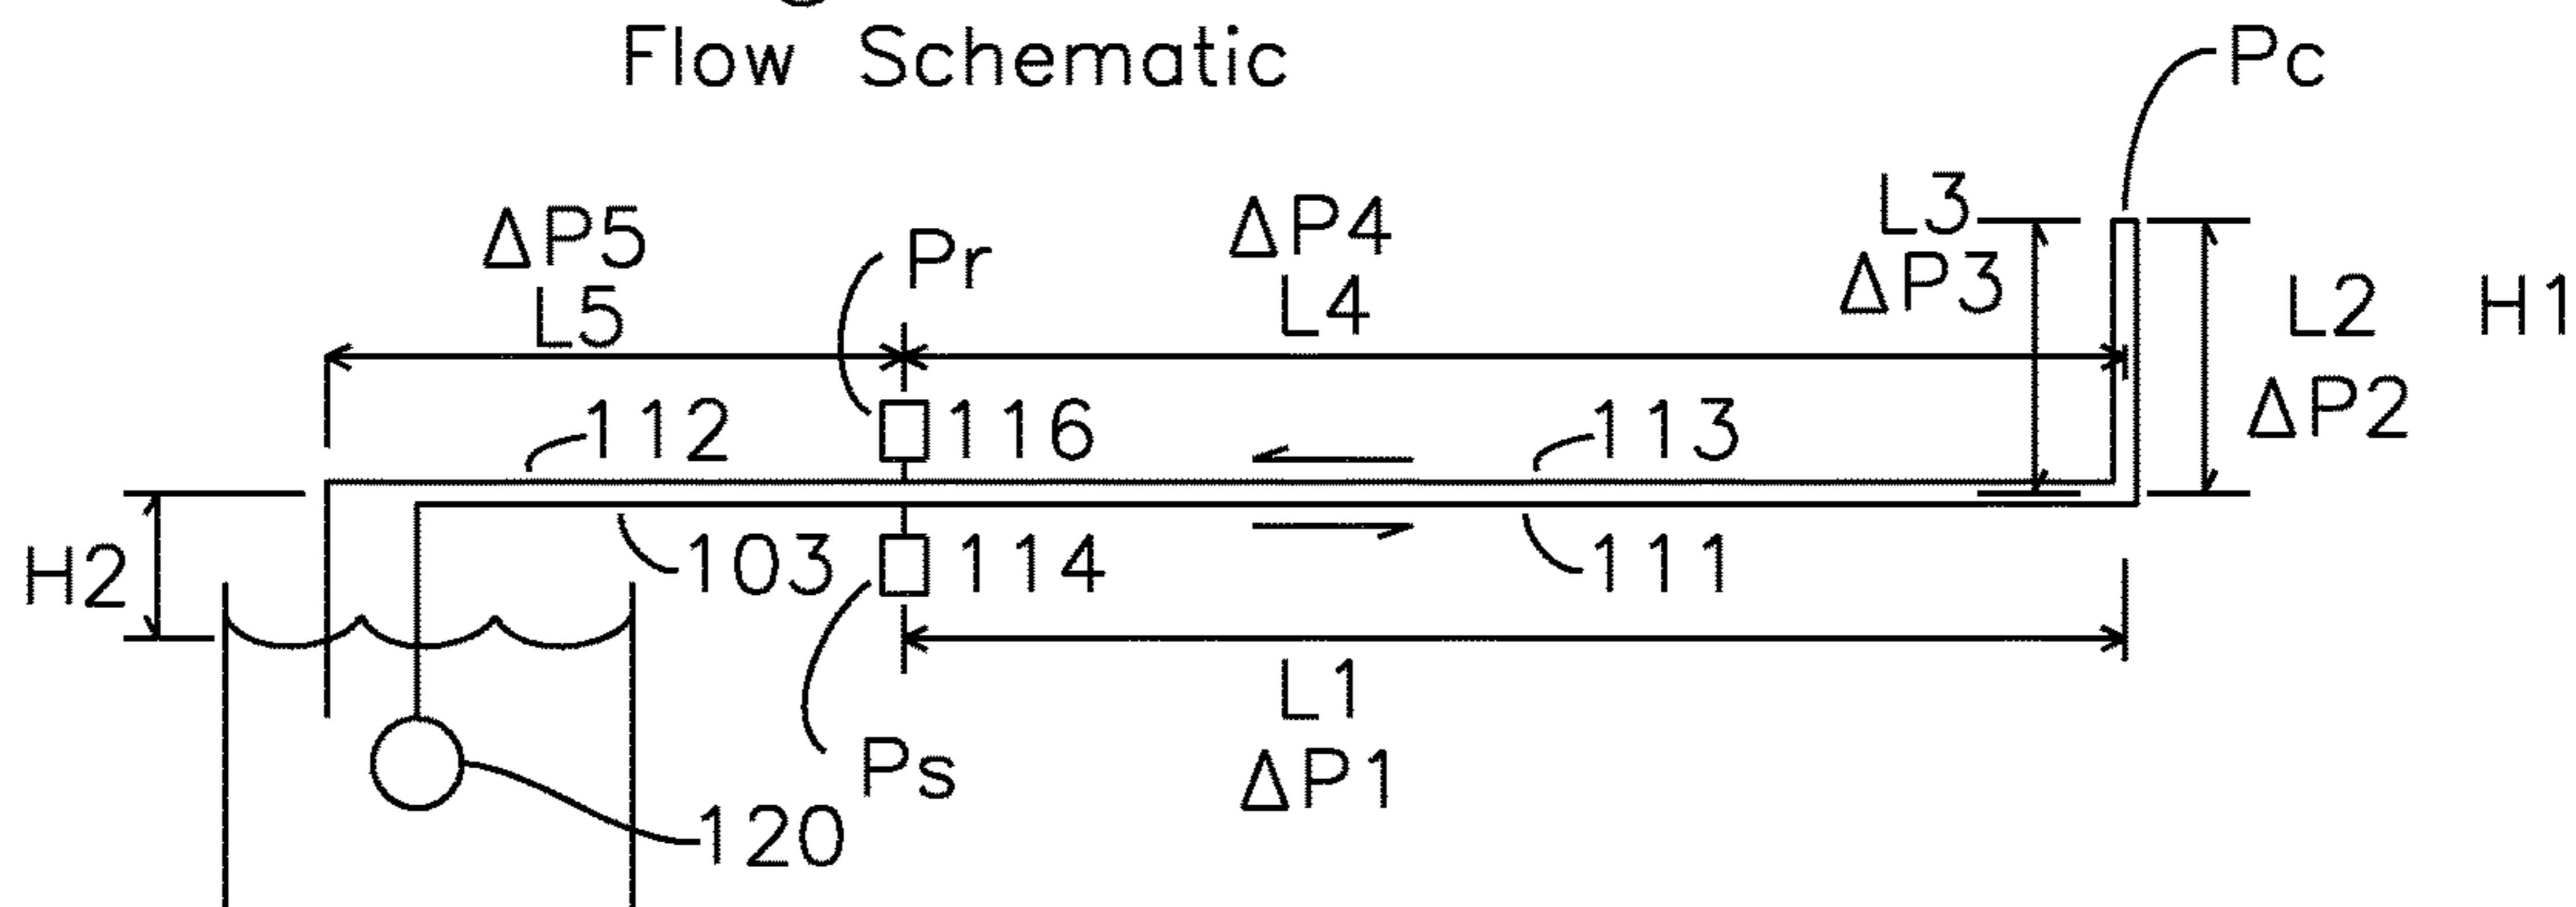 Flow Schematic
Pc
L3
ΔP5
Pr
ΔP4
ΔP3
L5
L4
L2
H1
ΔP2
112
116
113
H2
103
114
111
L1
Ps
ΔP1
120